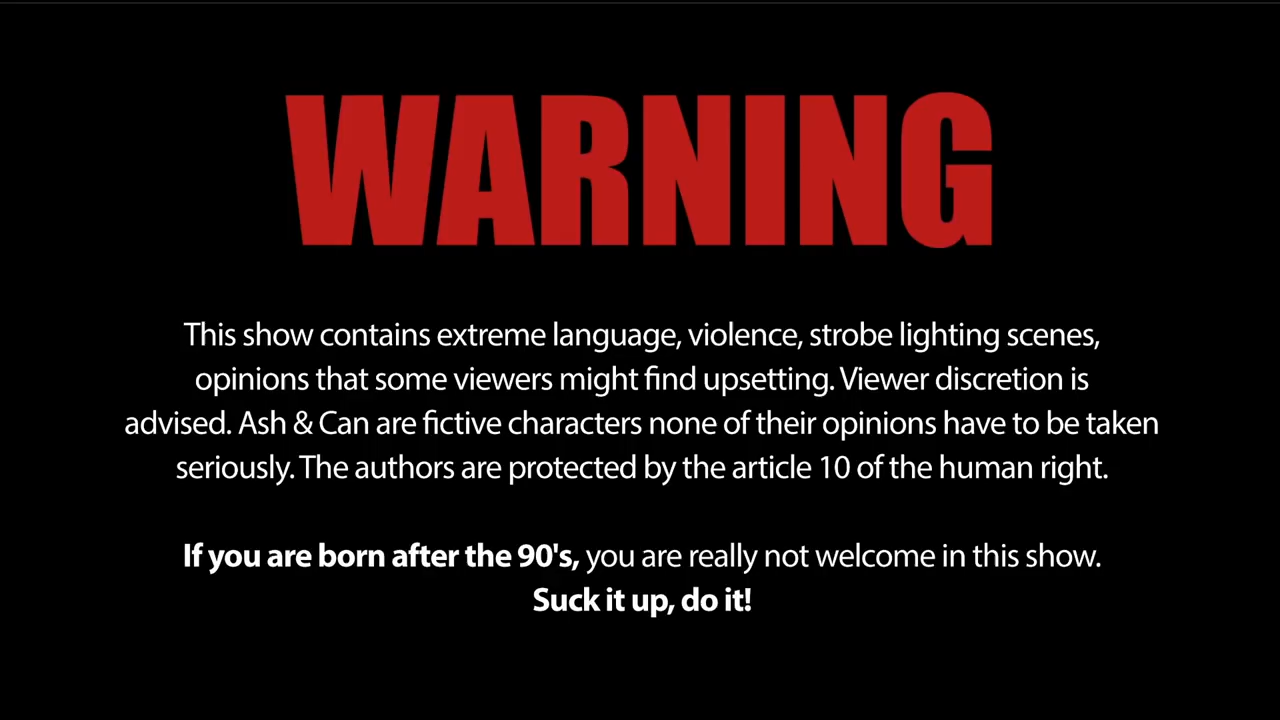 WARNING
This show contains extreme language, violence, strobe lighting scenes,
opinions that some viewers might find upsetting. Viewer discretion is
advised. Ash & Can are fictive characters none of their opinions have to be taken
seriously. The authors are protected by the article 10 of the human right.
If you are born after the 90's, you are really not welcome in this show.
Suck it up, do it!